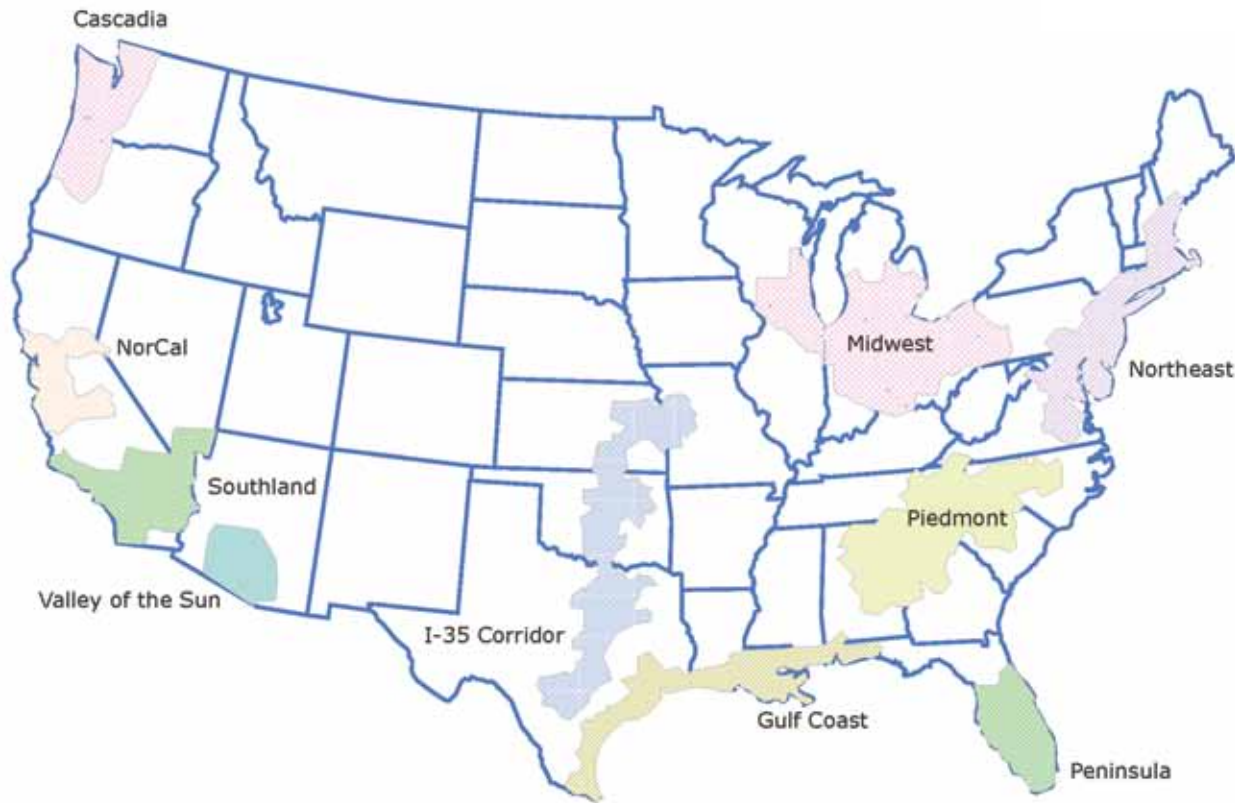 Cascadia
NorCal
Midwest
Northeast
Southland
Piedmont
Valley of the Sun
I-35 Corridor
Gulf Coast
Peninsula